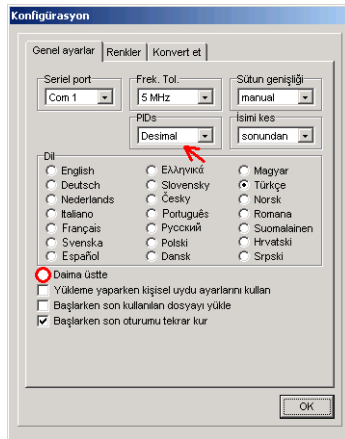 Konfigürasyon
Genel ayarlar Renkler Konvert et
Seriel port Frek. Tol. Sütun genişliği
Com 1 5 MHz manual
PIDs İsimi kes
Desimal sonundan
Dil
English Ελληνικά Magyar
Deutsch Slovensky Türkçe
Nederlands Česky Norsk
Italiano Português Romana
Français Русский Suomalainen
Svenska Polski Hrvatski
Español Dansk Srpski
Daima üstte
Yükleme yaparken kişisel uydu ayarlarını kullan
Başlarken son kullanılan dosyayı yükle
Başlarken son oturumu tekrar kur
OK